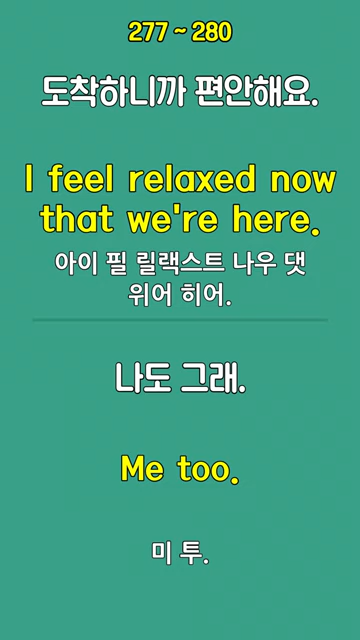 277 ~ 280
도착하니까 편안해요.
I feel relaxed now
that we're here.
아이 필 릴랙스트 나우 댓
위어 히어.
나도 그래.
Me too.
미 투.